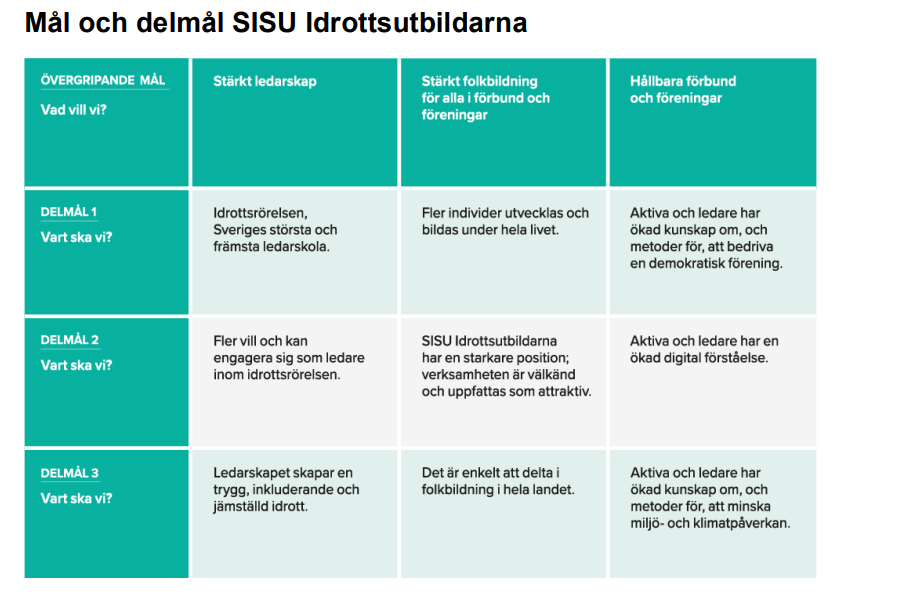 Mål och delmål SISU Idrottsutbildarna
ÖVERGRIPANDE MÅL
Vad vill vi?
Stärkt ledarskap
Stärkt folkbildning
för alla i förbund och
föreningar
Hållbara förbund
och föreningar
DELMÅL 1
Vart ska vi?
Idrottsrörelsen,
Sveriges största och
främsta ledarskola.
Fler individer utvecklas och
bildas under hela livet.
Aktiva och ledare har
ökad kunskap om, och
metoder för, att bedriva
en demokratisk förening.
DELMÅL 2
Vart ska vi?
Fler vill och kan
engagera sig som ledare
inom idrottsrörelsen.
SISU Idrottsutbildarna
har en starkare position;
verksamheten är välkänd
och uppfattas som attraktiv.
Aktiva och ledare har en
ökad digital förståelse.
DELMÅL 3
Vart ska vi?
Ledarskapet skapar en
trygg, inkluderande och
jämställd idrott.
Det är enkelt att delta i
folkbildning i hela landet.
Aktiva och ledare har
ökad kunskap om, och
metoder för, att minska
miljö- och klimatpåverkan.